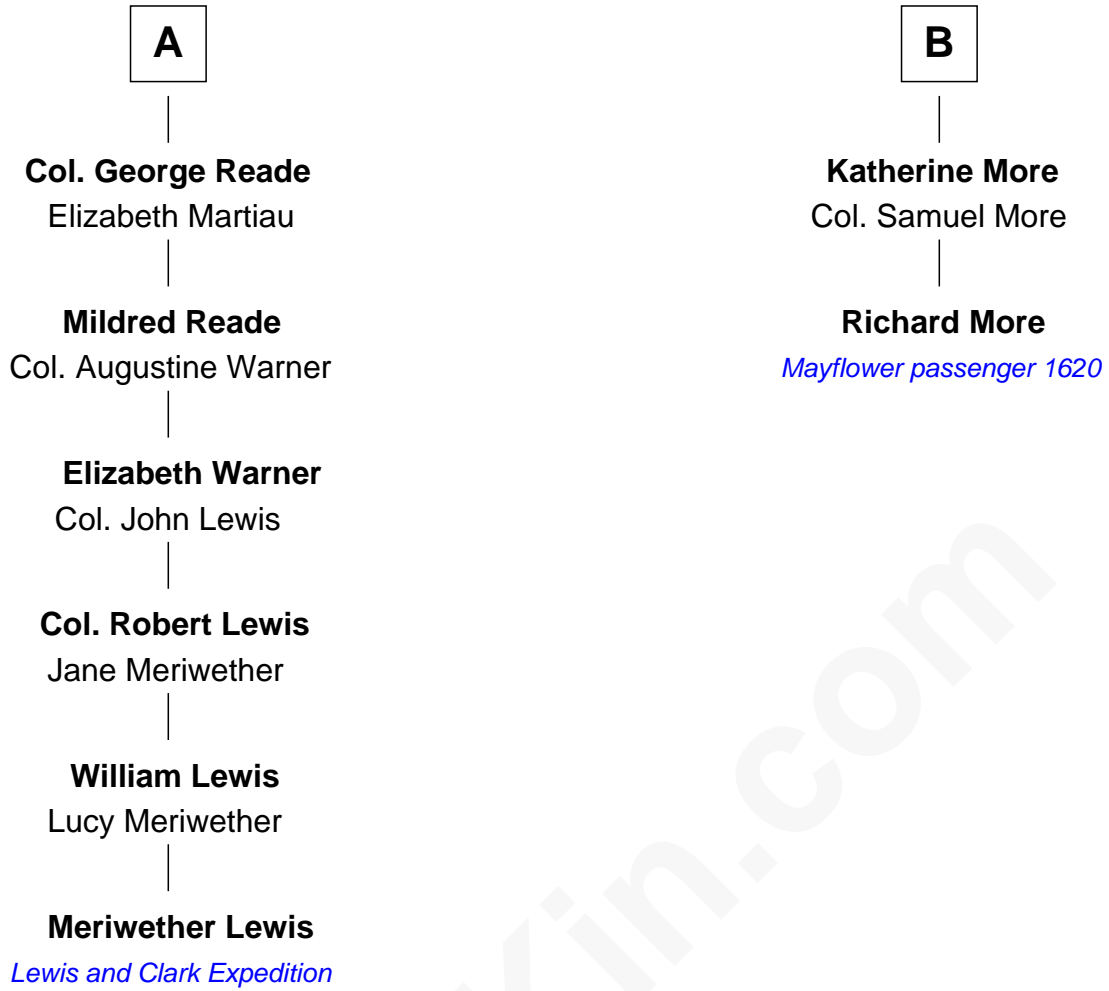 A
Col. George Reade
Elizabeth Martiau
Mildred Reade
Col. Augustine Warner
Elizabeth Warner
Col. John Lewis
Col. Robert Lewis
Jane Meriwether
William Lewis
Lucy Meriwether
Meriwether Lewis
Lewis and Clark Expedition
B
Katherine More
Col. Samuel More
Richard More
Mayflower passenger 1620